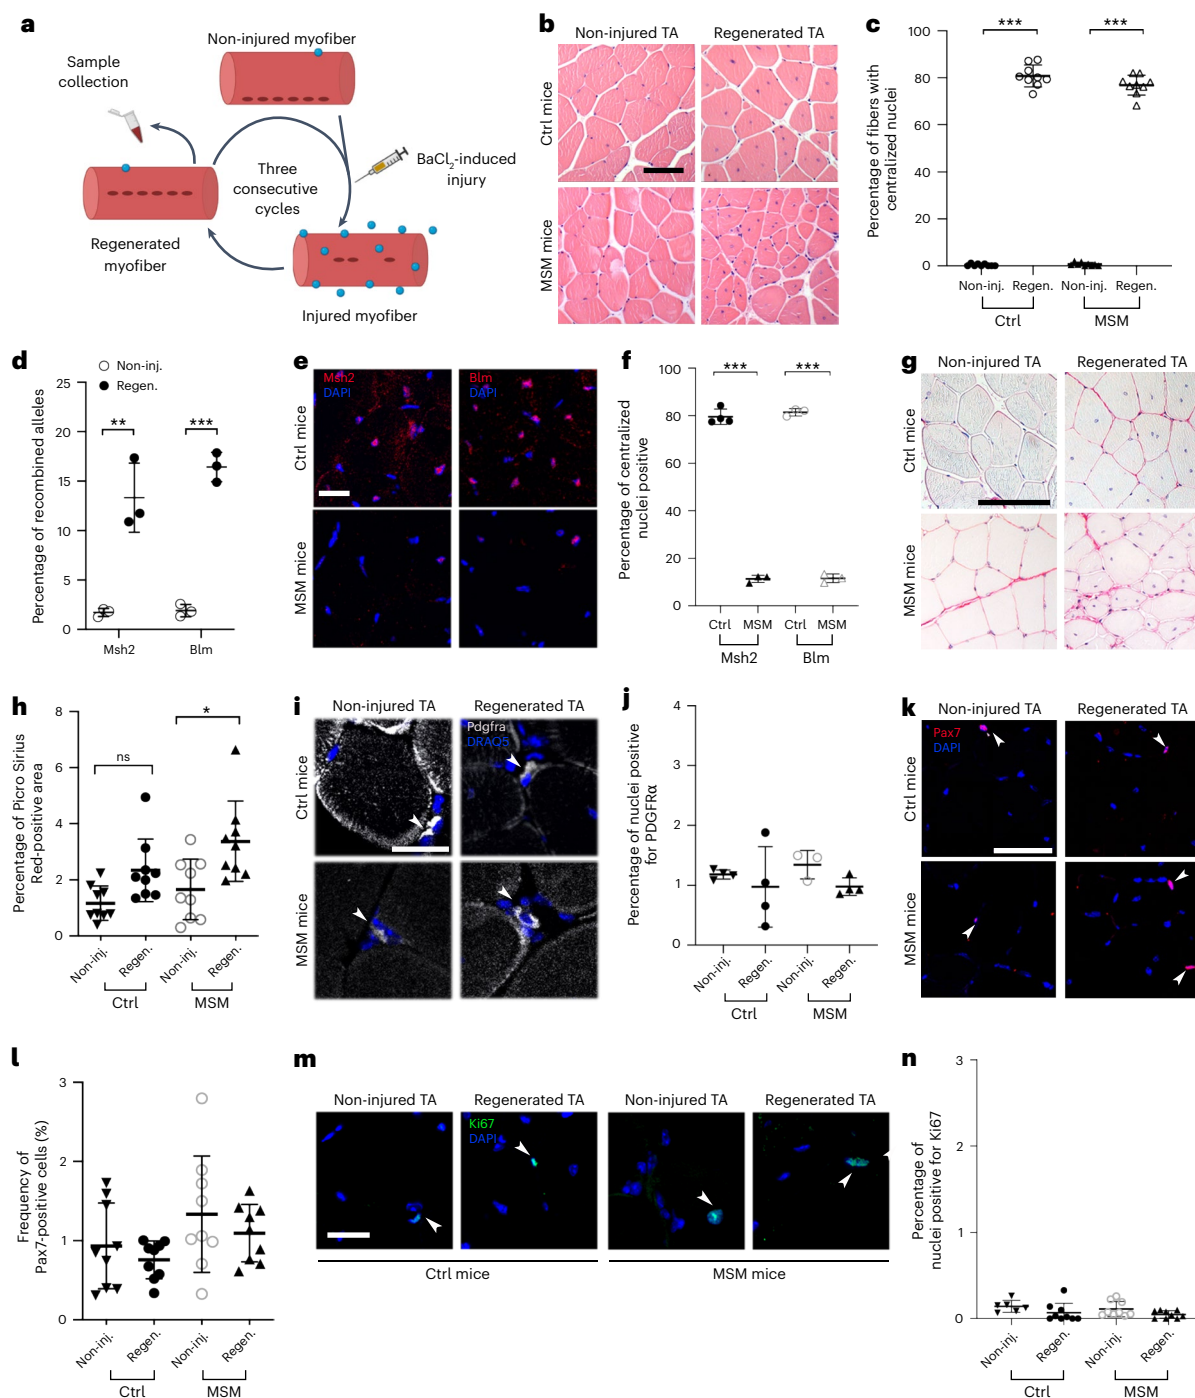 a
Non-injured myofiber
Sample
collection
Three
consecutive
cycles
BaCl2-induced
injury
Regenerated
myofiber
Injured myofiber
b
Non-injured TA
Regenerated TA
Ctrl mice
MSM mice
c
Percentage of fibers with
centralized nuclei
100
80
60
40
20
0
***
***
Non-inj. Regen. Non-inj. Regen.
Ctrl
MSM
d
Non-inj.
Regen.
Percentage of recombined alleles
25
20
15
10
5
0
**
***
Msh2
Blm
e
Msh2
DAPI
Blm
Ctrl mice
MSM mice
f
Percentage of centralized
nuclei positive
100
80
60
40
20
0
***
***
Ctrl MSM Ctrl MSM
Msh2
Blm
g
Non-injured TA
Regenerated TA
Ctrl mice
MSM mice
h
Percentage of Picro Sirius
Red-positive area
8
6
4
2
0
ns
*
Non-inj. Regen. Non-inj. Regen.
Ctrl
MSM
i
Non-injured TA
Regenerated TA
Pdgfra
DRAQ5
Ctrl mice
MSM mice
j
Percentage of nuclei positive
for PDGFRα
4
3
2
1
0
Non-inj. Regen. Non-inj. Regen.
Ctrl
MSM
k
Non-injured TA
Regenerated TA
Pax7
DAPI
Ctrl mice
MSM mice
l
Frequency of
Pax7-positive cells (%)
3
2
1
0
Non-inj. Regen. Non-inj. Regen.
Ctrl
MSM
m
Non-injured TA
Regenerated TA
Non-injured TA
Regenerated TA
Ki67
DAPI
Ctrl mice
MSM mice
n
Percentage of
nuclei positive for Ki67
3
2
1
0
Non-inj. Regen. Non-inj. Regen.
Ctrl
MSM